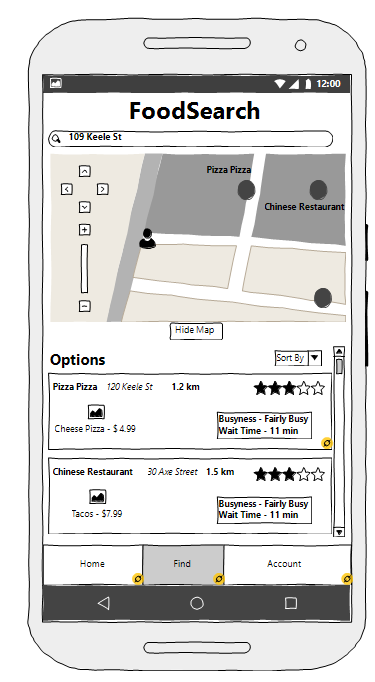 12:00
FoodSearch
109 Keele St
Pizza Pizza
Chinese Restaurant
Hide Map
Options
Sort By
Pizza Pizza 120 Keele St 1.2 km
Cheese Pizza - $4.99
Busyness - Fairly Busy
Wait Time - 11 min
Chinese Restaurant 30 Axe Street 1.5 km
Tacos - $7.99
Busyness - Fairly Busy
Wait Time - 11 min
Home Find Account